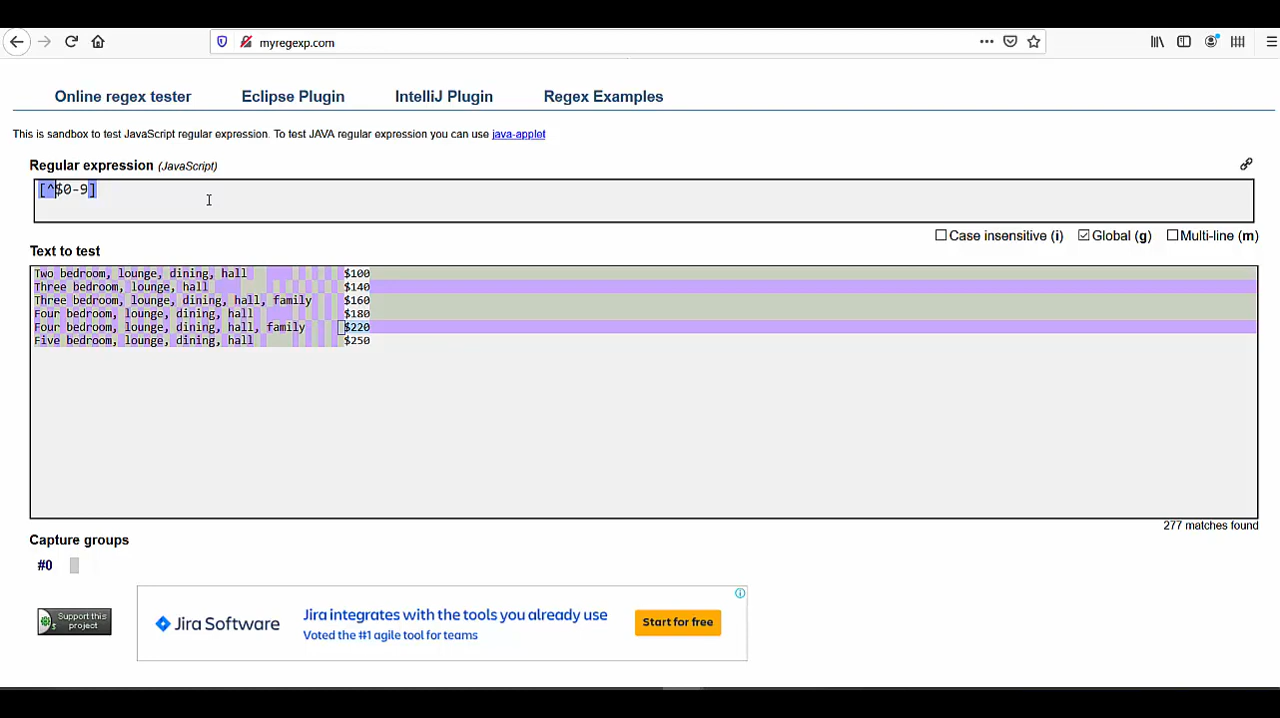 myregexp.com
Online regex tester Eclipse Plugin IntelliJ Plugin Regex Examples
This is sandbox to test JavaScript regular expression. To test JAVA regular expression you can use java-applet
Regular expression (JavaScript)
[^$0-9]
Case insensitive (i) Global (g) Multi-line (m)
Text to test
Two bedroom, lounge, dining, hall $100
Three bedroom, lounge, hall $140
Three bedroom, lounge, dining, hall, family $160
Four bedroom, lounge, dining, hall $180
Four bedroom, lounge, dining, hall, family $220
Five bedroom, lounge, dining, hall $250
277 matches found
Capture groups
#0
Support this
project
Jira Software
Jira integrates with the tools you already use
Voted the #1 agile tool for teams
Start for free